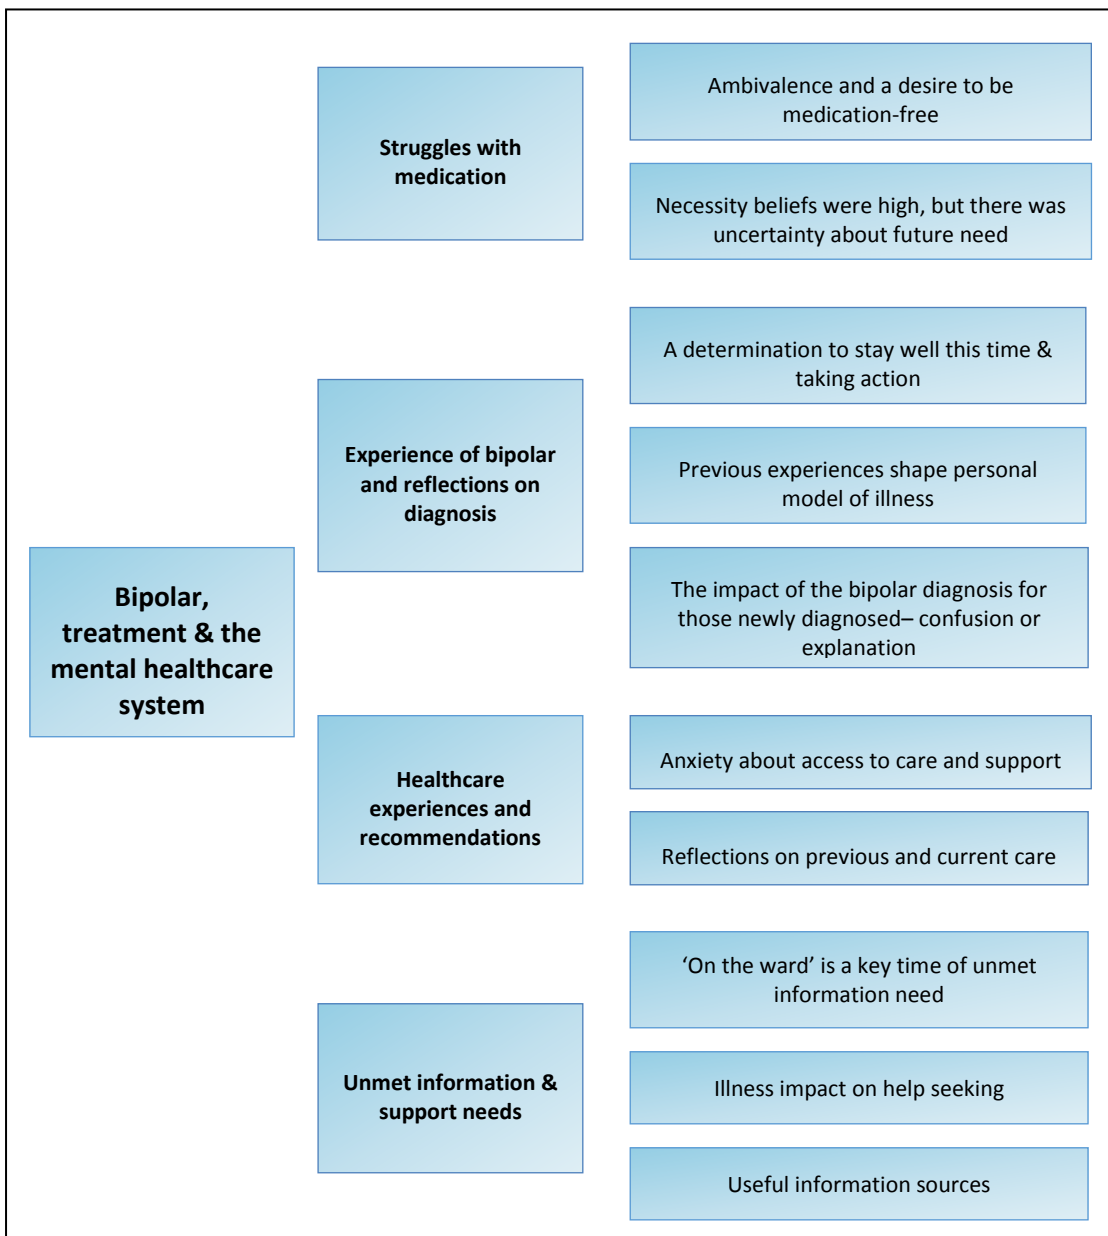 Bipolar,
treatment & the
mental healthcare
system
Struggles with
medication
Ambivalence and a desire to be
medication-free
Necessity beliefs were high, but there was
uncertainty about future need
Experience of bipolar
and reflections on
diagnosis
A determination to stay well this time &
taking action
Previous experiences shape personal
model of illness
The impact of the bipolar diagnosis for
those newly diagnosed– confusion or
explanation
Healthcare
experiences and
recommendations
Anxiety about access to care and support
Reflections on previous and current care
Unmet information &
support needs
‘On the ward’ is a key time of unmet
information need
Illness impact on help seeking
Useful information sources